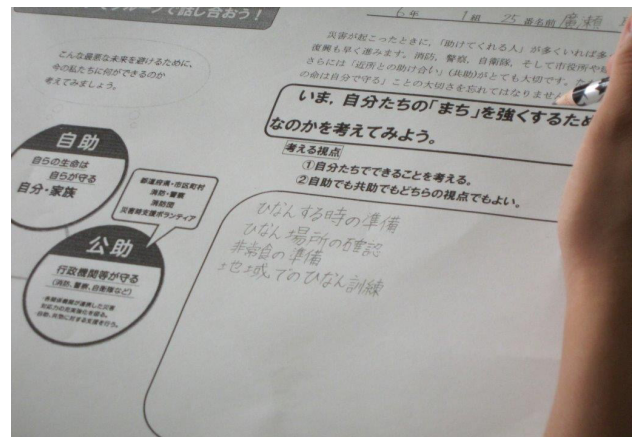 で話し合おう！
6年 1組 25番 名前 廣瀬
災害が起こったときに、「助けてくれる人」が多くいれば多
復興も早く進みます。消防、警察、自衛隊、そして市役所や
さらには「近所との助け合い」(共助)がとても大切です。
の命は自分で守る」ことの大切さを忘れてはなりません
こんな最悪な未来を避けるために、
今の私たちに何ができるのか
考えてみましょう。
いま，自分たちの「まち」を強くするため
なのかを考えてみよう。
考える視点
①自分たちでできることを考える。
②自助でも共助でもどちらの視点でもよい。
自助
自らの生命は
自らが守る
自分・家族
都道府県・市区町村
消防・警察
消防団
災害時支援ボランティア
公助
行政機関等が守る
(消防、警察、自衛隊など)
ひなんする時の準備
ひなん場所の確認
非常食の準備
地域でのひなん訓練